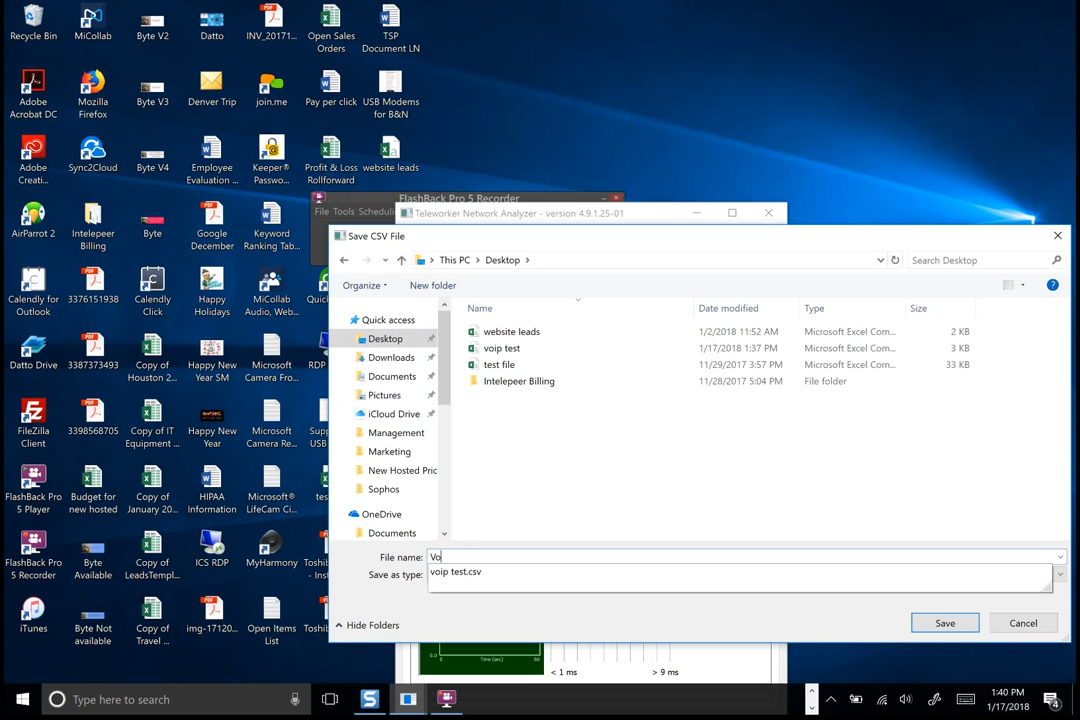 Recycle Bin
MiCollab
Byte V2
Datto
INV_20171...
Open Sales
Orders
TSP
Document LN
Adobe
Acrobat DC
Mozilla
Firefox
Byte V3
Denver Trip
join.me
Pay per click
USB Modems
for B&N
Adobe
Creati...
Sync2Cloud
Byte V4
Employee
Evaluation ...
Keeper®
Passwo...
Profit & Loss
Rollforward
website leads
AirParrot 2
Intelepeer
Billing
Byte
Google
December
Keyword
Ranking Tab...
Calendly for
Outlook
3376151938
Calendly
Click
Happy
Holidays
MiCollab
Audio, Web...
Quic
Datto Drive
3387373493
Copy of
Houston 2...
Happy New
Year SM
Microsoft
Camera Fro...
RDP
FileZilla
Client
3398568705
Copy of IT
Equipment ...
Happy New
Year
Microsoft
Camera Re...
Supp
USB
FlashBack Pro
5 Player
Budget for
new hosted
Copy of
January 20...
HIPAA
Information
Microsoft®
LifeCam Ci...
tes
FlashBack Pro
5 Recorder
Byte
Available
Copy of
LeadsTempl...
ICS RDP
MyHarmony
Toshib
- Inst
iTunes
Byte Not
available
Copy of
Travel ...
img-17120...
Open Items
List
Toshib
FlashBack Pro 5 Recorder
File Tools Scheduli
Teleworker Network Analyzer - version 4.9.1.25-01
Save CSV File
This PC
Desktop
Search Desktop
Organize
New folder
Name
Date modified
Type
Size
Quick access
Desktop
Downloads
Documents
Pictures
iCloud Drive
Management
Marketing
New Hosted Pric
Sophos
OneDrive
Documents
website leads 1/2/2018 11:52 AM Microsoft Excel Com... 2 KB
voip test 1/17/2018 1:37 PM Microsoft Excel Com... 3 KB
test file 11/29/2017 3:57 PM Microsoft Excel Com... 33 KB
Intelepeer Billing 11/28/2017 5:04 PM File folder
File name: Vo
Save as type:
voip test.csv
Hide Folders
Save
Cancel
0.0
Time (sec)
60
< 1 ms
> 9 ms
Type here to search
1:40 PM
1/17/2018
4